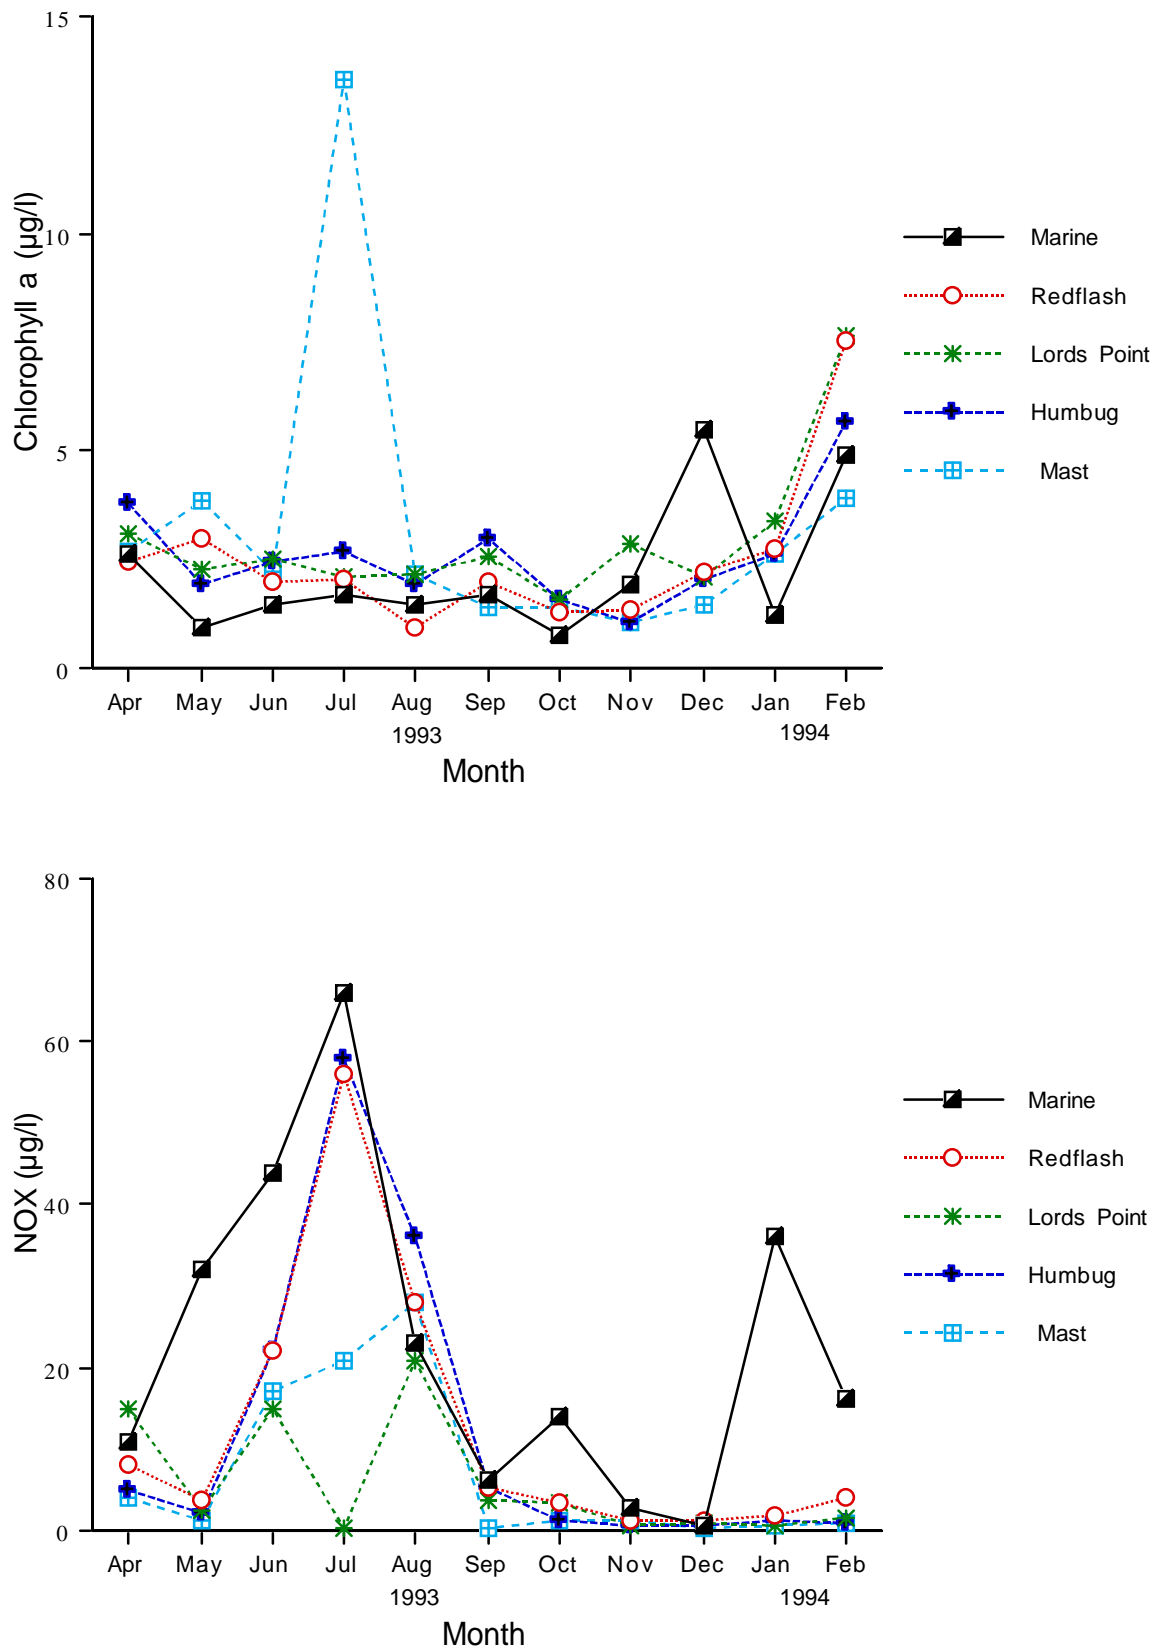 15
10
5
0
Chlorophyll a (µg/l)
Apr May Jun Jul Aug Sep Oct Nov Dec Jan Feb
1993 1994
Month
Marine
Redflash
Lords Point
Humbug
Mast
80
60
40
20
0
NOX (µg/l)
Apr May Jun Jul Aug Sep Oct Nov Dec Jan Feb
1993 1994
Month
Marine
Redflash
Lords Point
Humbug
Mast